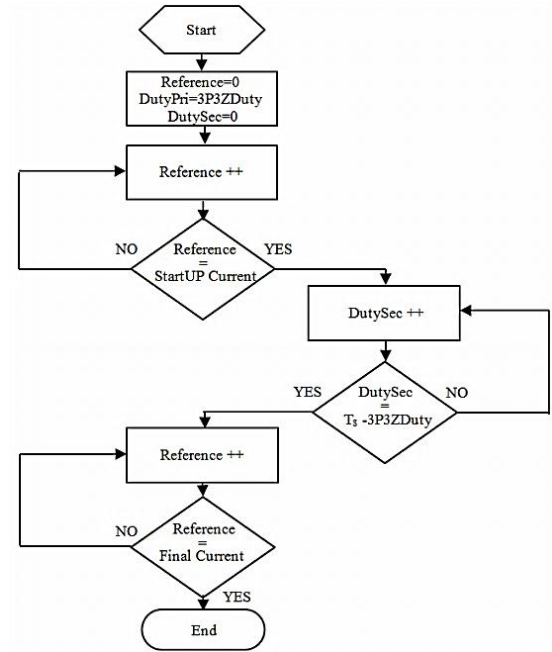 Start
Reference=0
DutyPri=3P3ZDuty
DutySec=0
Reference ++
NO
Reference
=
StartUP Current
YES
DutySec ++
YES
DutySec
=
Ts -3P3ZDuty
NO
Reference ++
NO
Reference
=
Final Current
YES
End